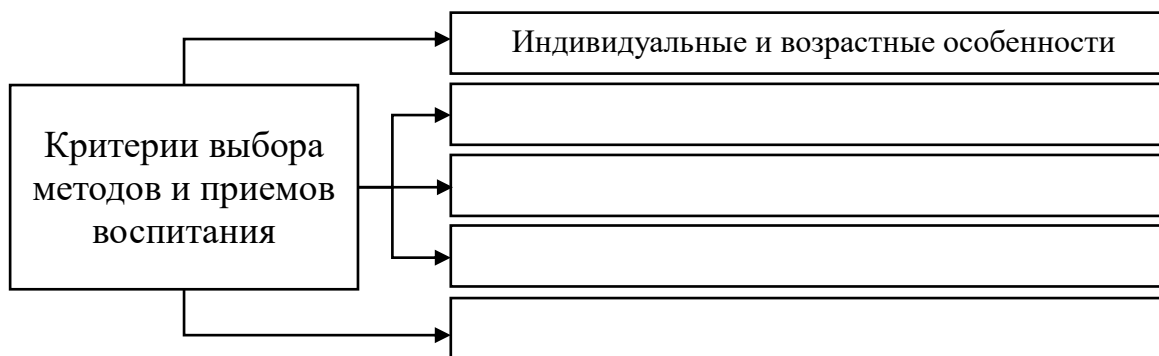 Индивидуальные и возрастные особенности
Критерии выбора
методов и приемов
воспитания